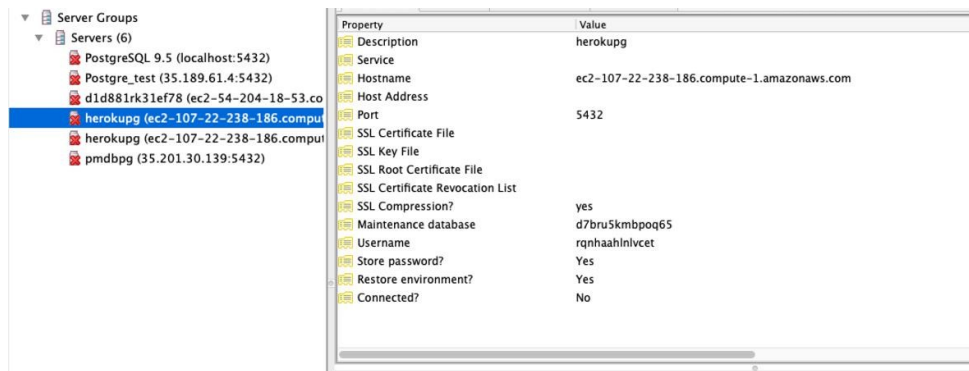 Server Groups
Servers (6)
PostgreSQL 9.5 (localhost:5432)
Postgre_test (35.189.61.4:5432)
d1d881rk31ef78 (ec2-54-204-18-53.co
herokupg (ec2-107-22-238-186.comput
herokupg (ec2-107-22-238-186.comput
pmdbpg (35.201.30.139:5432)
Property Value
Description herokupg
Service
Hostname ec2-107-22-238-186.compute-1.amazonaws.com
Host Address
Port 5432
SSL Certificate File
SSL Key File
SSL Root Certificate File
SSL Certificate Revocation List
SSL Compression? yes
Maintenance database d7bru5kmbpoq65
Username rqnhaahlnlvcet
Store password? Yes
Restore environment? Yes
Connected? No